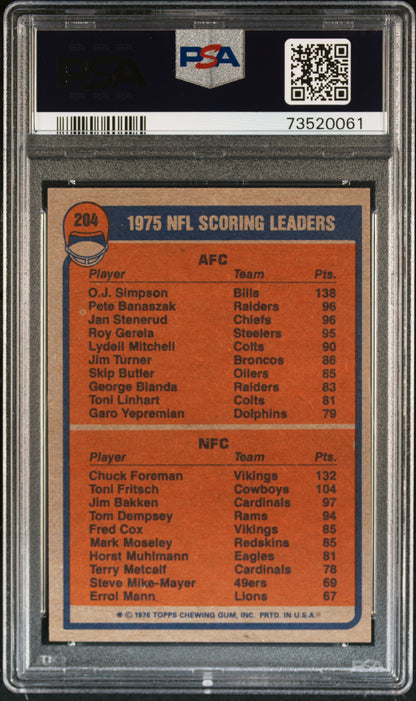 PSA
PSA
73520061
204
1975 NFL SCORING LEADERS
AFC
Player Team Pts.
O.J. Simpson Bills 138
Pete Banaszak Raiders 96
Jan Stenerud Chiefs 96
Roy Gerela Steelers 95
Lydell Mitchell Colts 90
Jim Turner Broncos 86
Skip Butler Oilers 85
George Blanda Raiders 83
Toni Linhart Colts 81
Garo Yepremian Dolphins 79
NFC
Player Team Pts.
Chuck Foreman Vikings 132
Toni Fritsch Cowboys 104
Jim Bakken Cardinals 97
Tom Dempsey Rams 94
Fred Cox Vikings 85
Mark Moseley Redskins 85
Horst Muhlmann Eagles 81
Terry Metcalf Cardinals 78
Steve Mike-Mayer 49ers 69
Errol Mann Lions 67
* © 1976 TOPPS CHEWING GUM, INC. PRTD. IN U.S.A. *
PSA